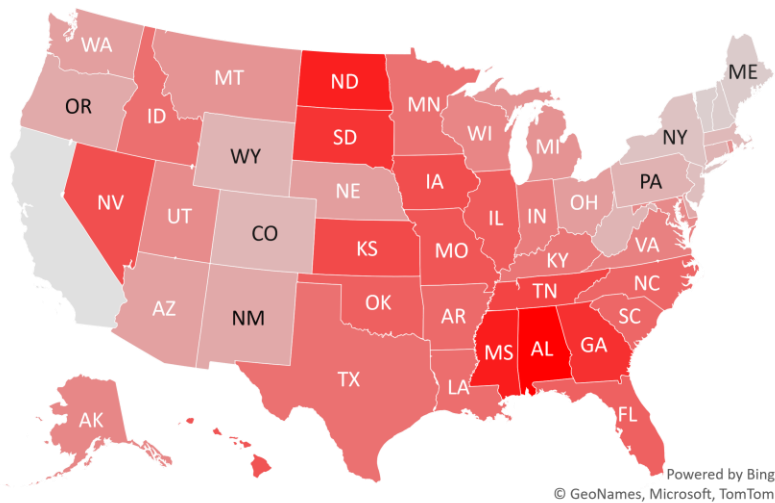 WA
ME
MT
ND
OR
MN
ID
SD
WI
NY
MI
WY
IA
PA
NE
NV
OH
IL
IN
UT
CO
VA
KS
MO
KY
NC
TN
OK
AZ
AR
SC
NM
MS
AL
GA
TX
LA
AK
FL
Powered by Bing
© GeoNames, Microsoft, TomTom